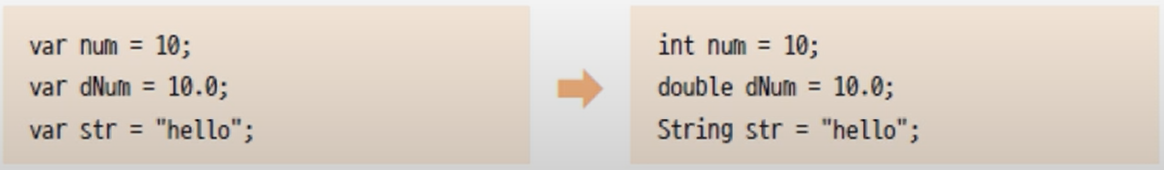 var num = 10;
var dNum = 10.0;
var str = "hello";
int num = 10;
double dNum = 10.0;
String str = "hello";